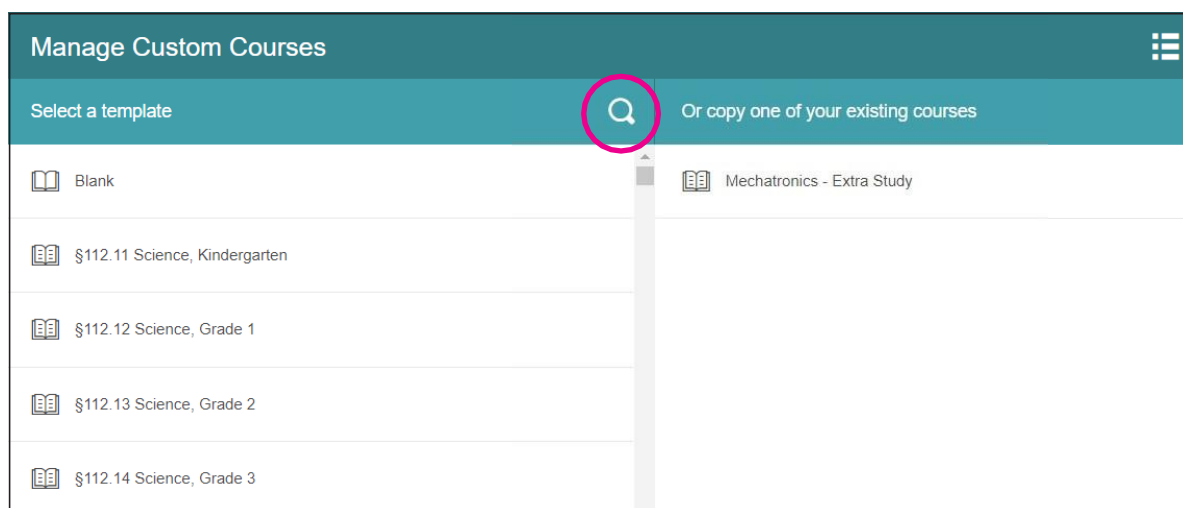 Manage Custom Courses
Select a template
Or copy one of your existing courses
Blank
§112.11 Science, Kindergarten
§112.12 Science, Grade 1
§112.13 Science, Grade 2
§112.14 Science, Grade 3
Mechatronics - Extra Study